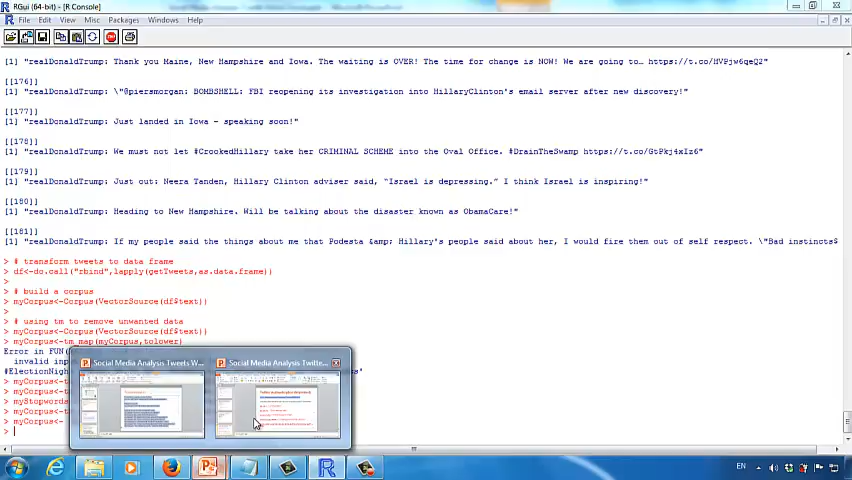 RGui (64-bit) - [R Console]
File Edit View Misc Packages Windows Help
[1] "realDonaldTrump: Thank you Maine, New Hampshire and Iowa. The waiting is OVER! The time for change is NOW! We are going to… https://t.co/HVPjw6qeQ2"
[[176]]
[1] "realDonaldTrump: \"@piersmorgan: BOMBSHELL: FBI reopening its investigation into HillaryClinton's email server after new discovery!"
[[177]]
[1] "realDonaldTrump: Just landed in Iowa - speaking soon!"
[[178]]
[1] "realDonaldTrump: We must not let #CrookedHillary take her CRIMINAL SCHEME into the Oval Office. #DrainTheSwamp https://t.co/GtPkj4xIz6"
[[179]]
[1] "realDonaldTrump: Just out: Neera Tanden, Hillary Clinton adviser said, “Israel is depressing.” I think Israel is inspiring!"
[[180]]
[1] "realDonaldTrump: Heading to New Hampshire. Will be talking about the disaster known as ObamaCare!"
[[181]]
[1] "realDonaldTrump: If my people said the things about me that Podesta &amp; Hillary's people said about her, I would fire them out of self respect. \"Bad instincts$
> # transform tweets to data frame
> df<-do.call("rbind",lapply(getTweets,as.data.frame))
>
> # build a corpus
> myCorpus<-Corpus(VectorSource(df$text))
>
> # using tm to remove unwanted data
> myCorpus<-Corpus(VectorSource(df$text))
> myCorpus<-tm_map(myCorpus,tolower)
Error in FUN(
invalid inp
#ElectionNigh
> myCorpus<-t
> myCorpus<-t
> myStopwords
> myCorpus<-t
> myCorpus<-
>
Social Media Analysis Tweets W...
Social Media Analysis Twitte...
EN